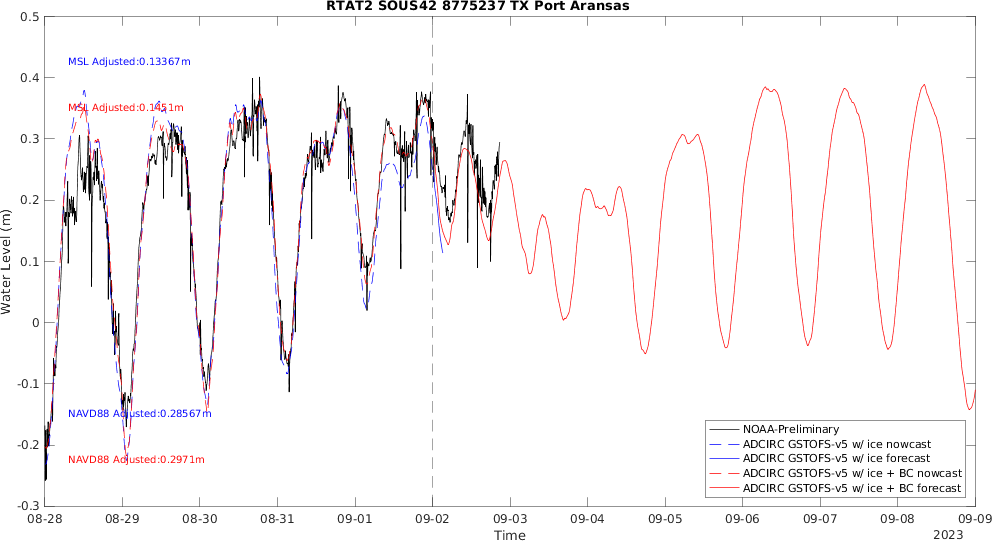 RTAT2 SOUS42 8775237 TX Port Aransas
0.5
0.4
0.3
0.2
0.1
0
-0.1
-0.2
-0.3
Water Level (m)
MSL Adjusted:0.13367m
MSL Adjusted:0.1451m
NAVD88 Adjusted:0.28567m
NAVD88 Adjusted:0.2971m
NOAA-Preliminary
ADCIRC GSTOFS-v5 w/ ice nowcast
ADCIRC GSTOFS-v5 w/ ice forecast
ADCIRC GSTOFS-v5 w/ ice + BC nowcast
ADCIRC GSTOFS-v5 w/ ice + BC forecast
08-28 08-29 08-30 08-31 09-01 09-02 09-03 09-04 09-05 09-06 09-07 09-08 09-09
Time
2023